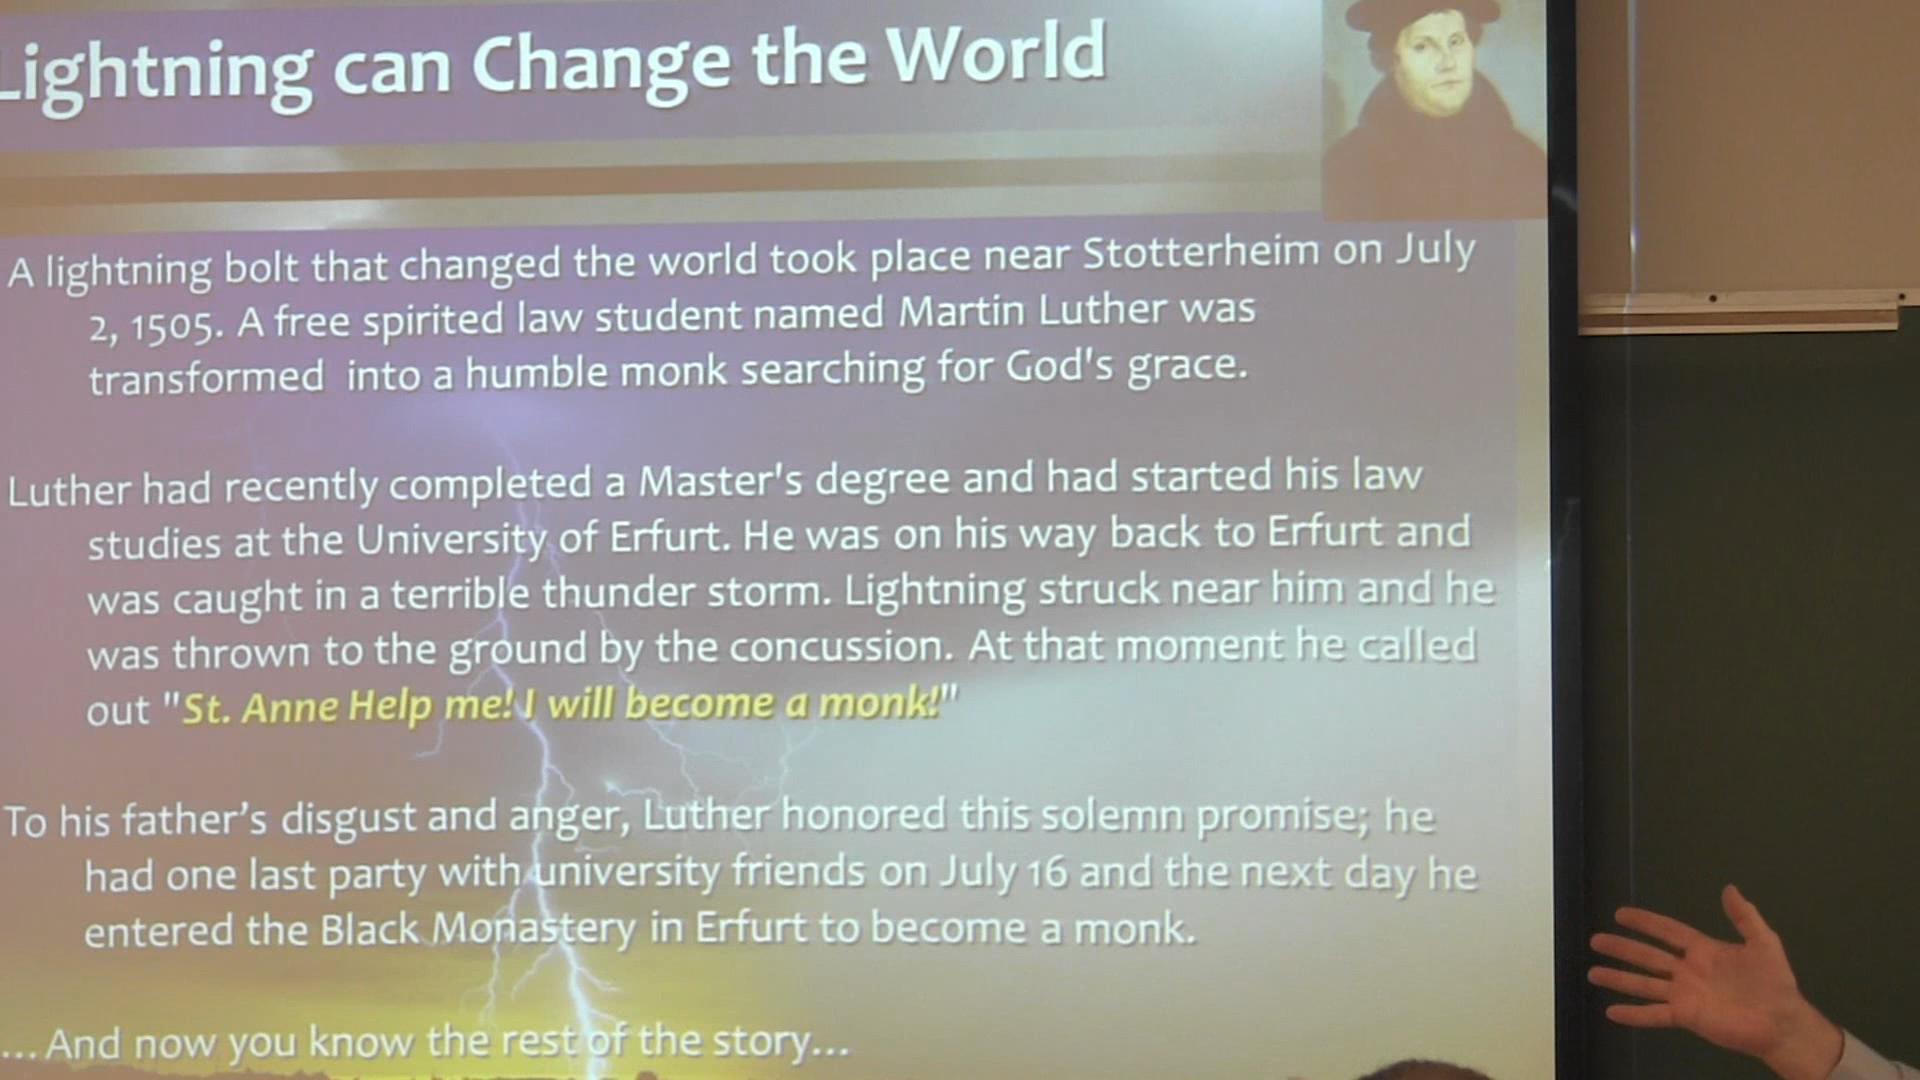 Lightning can Change the World
A lightning bolt that changed the world took place near Stotterheim on July
2, 1505. A free spirited law student named Martin Luther was
transformed into a humble monk searching for God's grace.
Luther had recently completed a Master's degree and had started his law
studies at the University of Erfurt. He was on his way back to Erfurt and
was caught in a terrible thunder storm. Lightning struck near him and he
was thrown to the ground by the concussion. At that moment he called
out "St. Anne Help me! I will become a monk!"
To his father’s disgust and anger, Luther honored this solemn promise; he
had one last party with university friends on July 16 and the next day he
entered the Black Monastery in Erfurt to become a monk.
...And now you know the rest of the story...